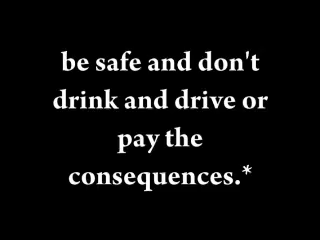 be safe and don't
drink and drive or
pay the
consequences.*